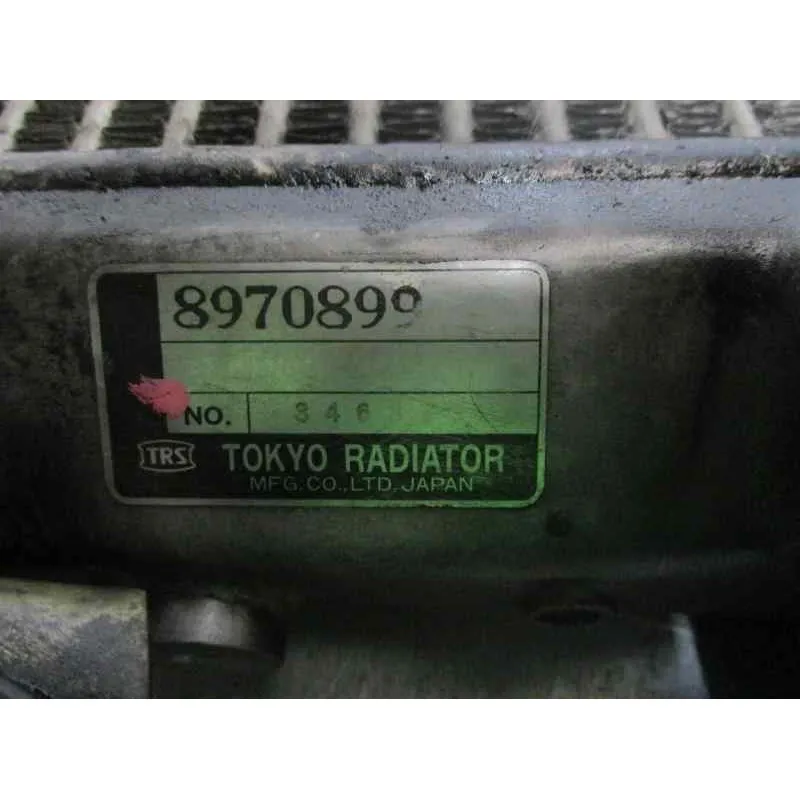 8970899
NO. 346
TRS TOKYO RADIATOR
MFG.CO.,LTD.JAPAN